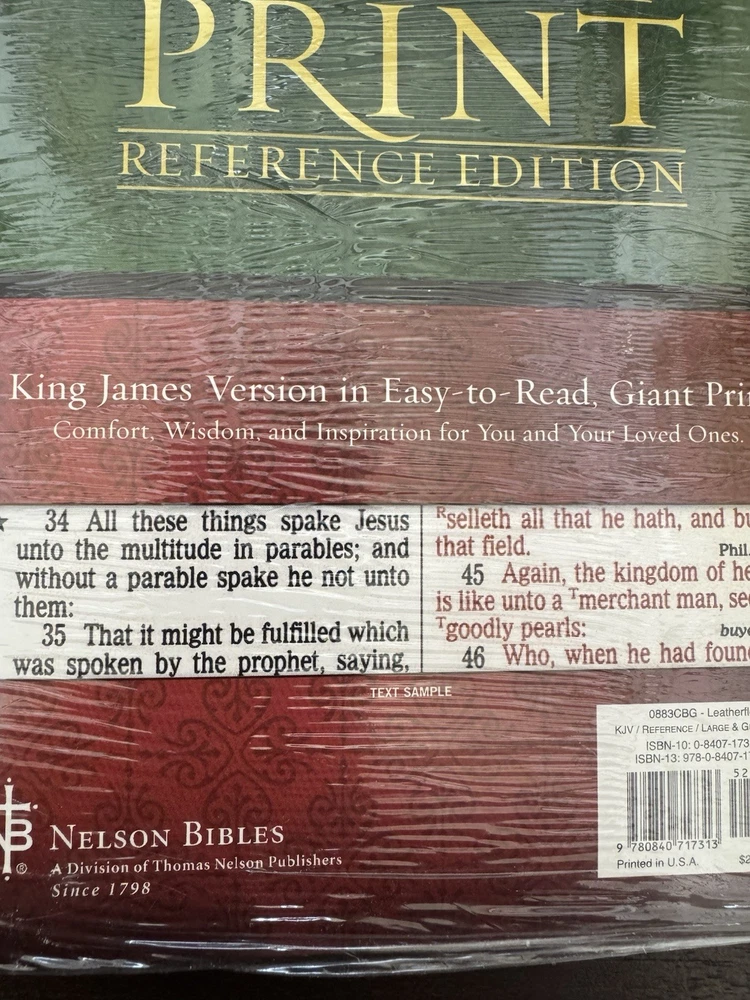 PRINT
REFERENCE EDITION
King James Version in Easy-to-Read, Giant Pri
Comfort, Wisdom, and Inspiration for You and Your Loved Ones.
34 All these things spake Jesus
unto the multitude in parables; and
without a parable spake he not unto
them:
35 That it might be fulfilled which
was spoken by the prophet, saying,
Rselleth all that he hath, and bu
that field. Phil.
45 Again, the kingdom of he
is like unto a Tmerchant man, see
Tgoodly pearls: buye
46 Who, when he had foun
TEXT SAMPLE
0883CBG - Leatherfl
KJV / REFERENCE / LARGE & G
ISBN-10: 0-8407-173
ISBN-13: 978-0-8407-17
52
9 780840 717313
Printed in U.S.A. $2
NB
®
NELSON BIBLES
A Division of Thomas Nelson Publishers
Since 1798